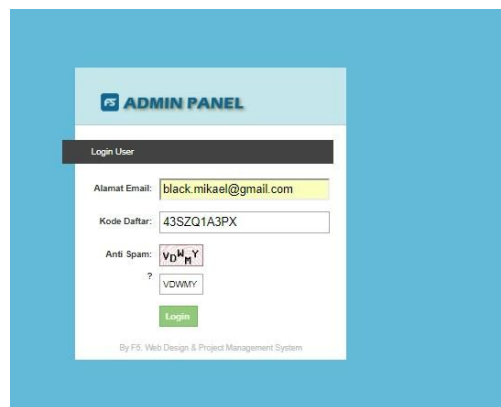 F5 ADMIN PANEL
Login User
Alamat Email: black.mikael@gmail.com
Kode Daftar: 43SZQ1A3PX
Anti Spam: VDWMY
? VDWMY
Login
By F5, Web Design & Project Management System